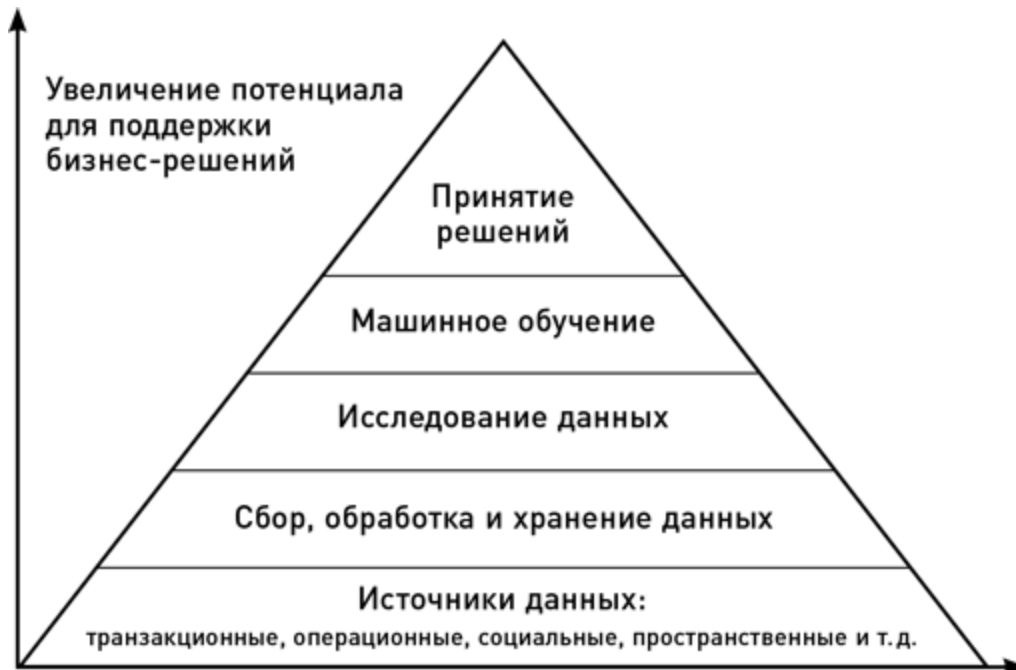 Увеличение потенциала
для поддержки
бизнес-решений
Принятие
решений
Машинное обучение
Исследование данных
Сбор, обработка и хранение данных
Источники данных:
транзакционные, операционные, социальные, пространственные и т.д.